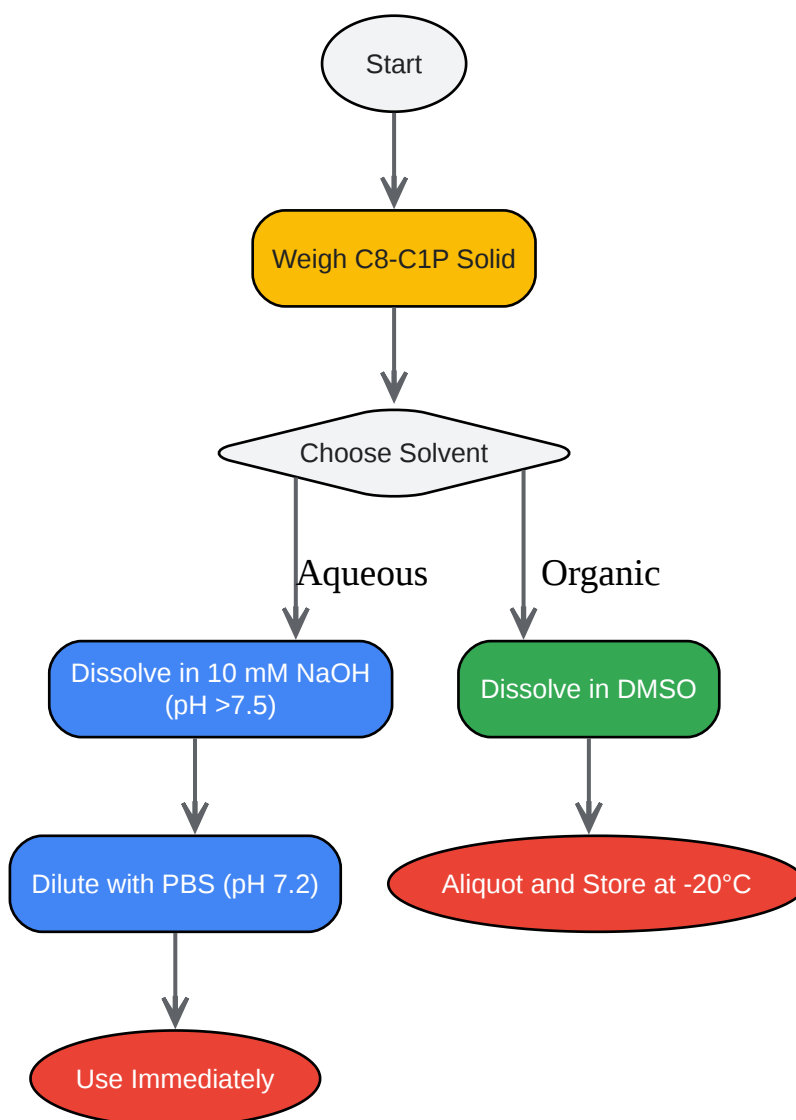 Start
Weigh C8-C1P Solid
Choose Solvent
Aqueous
Organic
Dissolve in 10 mM NaOH
(pH >7.5)
Dissolve in DMSO
Dilute with PBS (pH 7.2)
Aliquot and Store at -20°C
Use Immediately